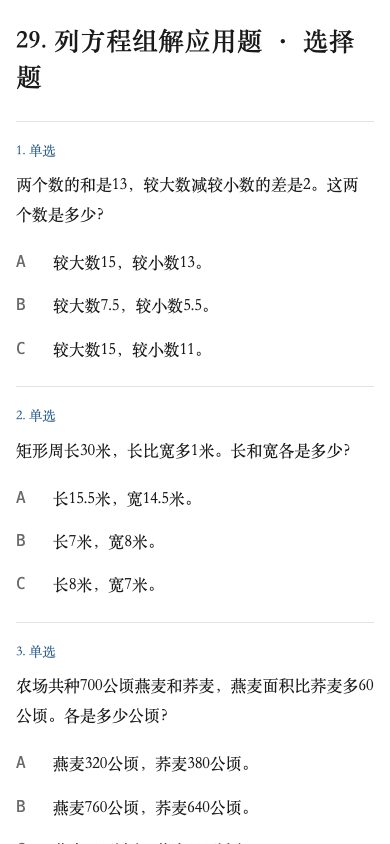 29. 列方程组解应用题 · 选择
题
1. 单选
两个数的和是13，较大数减较小数的差是2。这两
个数是多少?
A 较大数15，较小数13。
B 较大数7.5，较小数5.5。
C 较大数15，较小数11。
2. 单选
矩形周长30米，长比宽多1米。长和宽各是多少?
A 长15.5米，宽14.5米。
B 长7米，宽8米。
C 长8米，宽7米。
3. 单选
农场共种700公顷燕麦和荞麦，燕麦面积比荞麦多60
公顷。各是多少公顷?
A 燕麦320公顷，荞麦380公顷。
B 燕麦760公顷，荞麦640公顷。